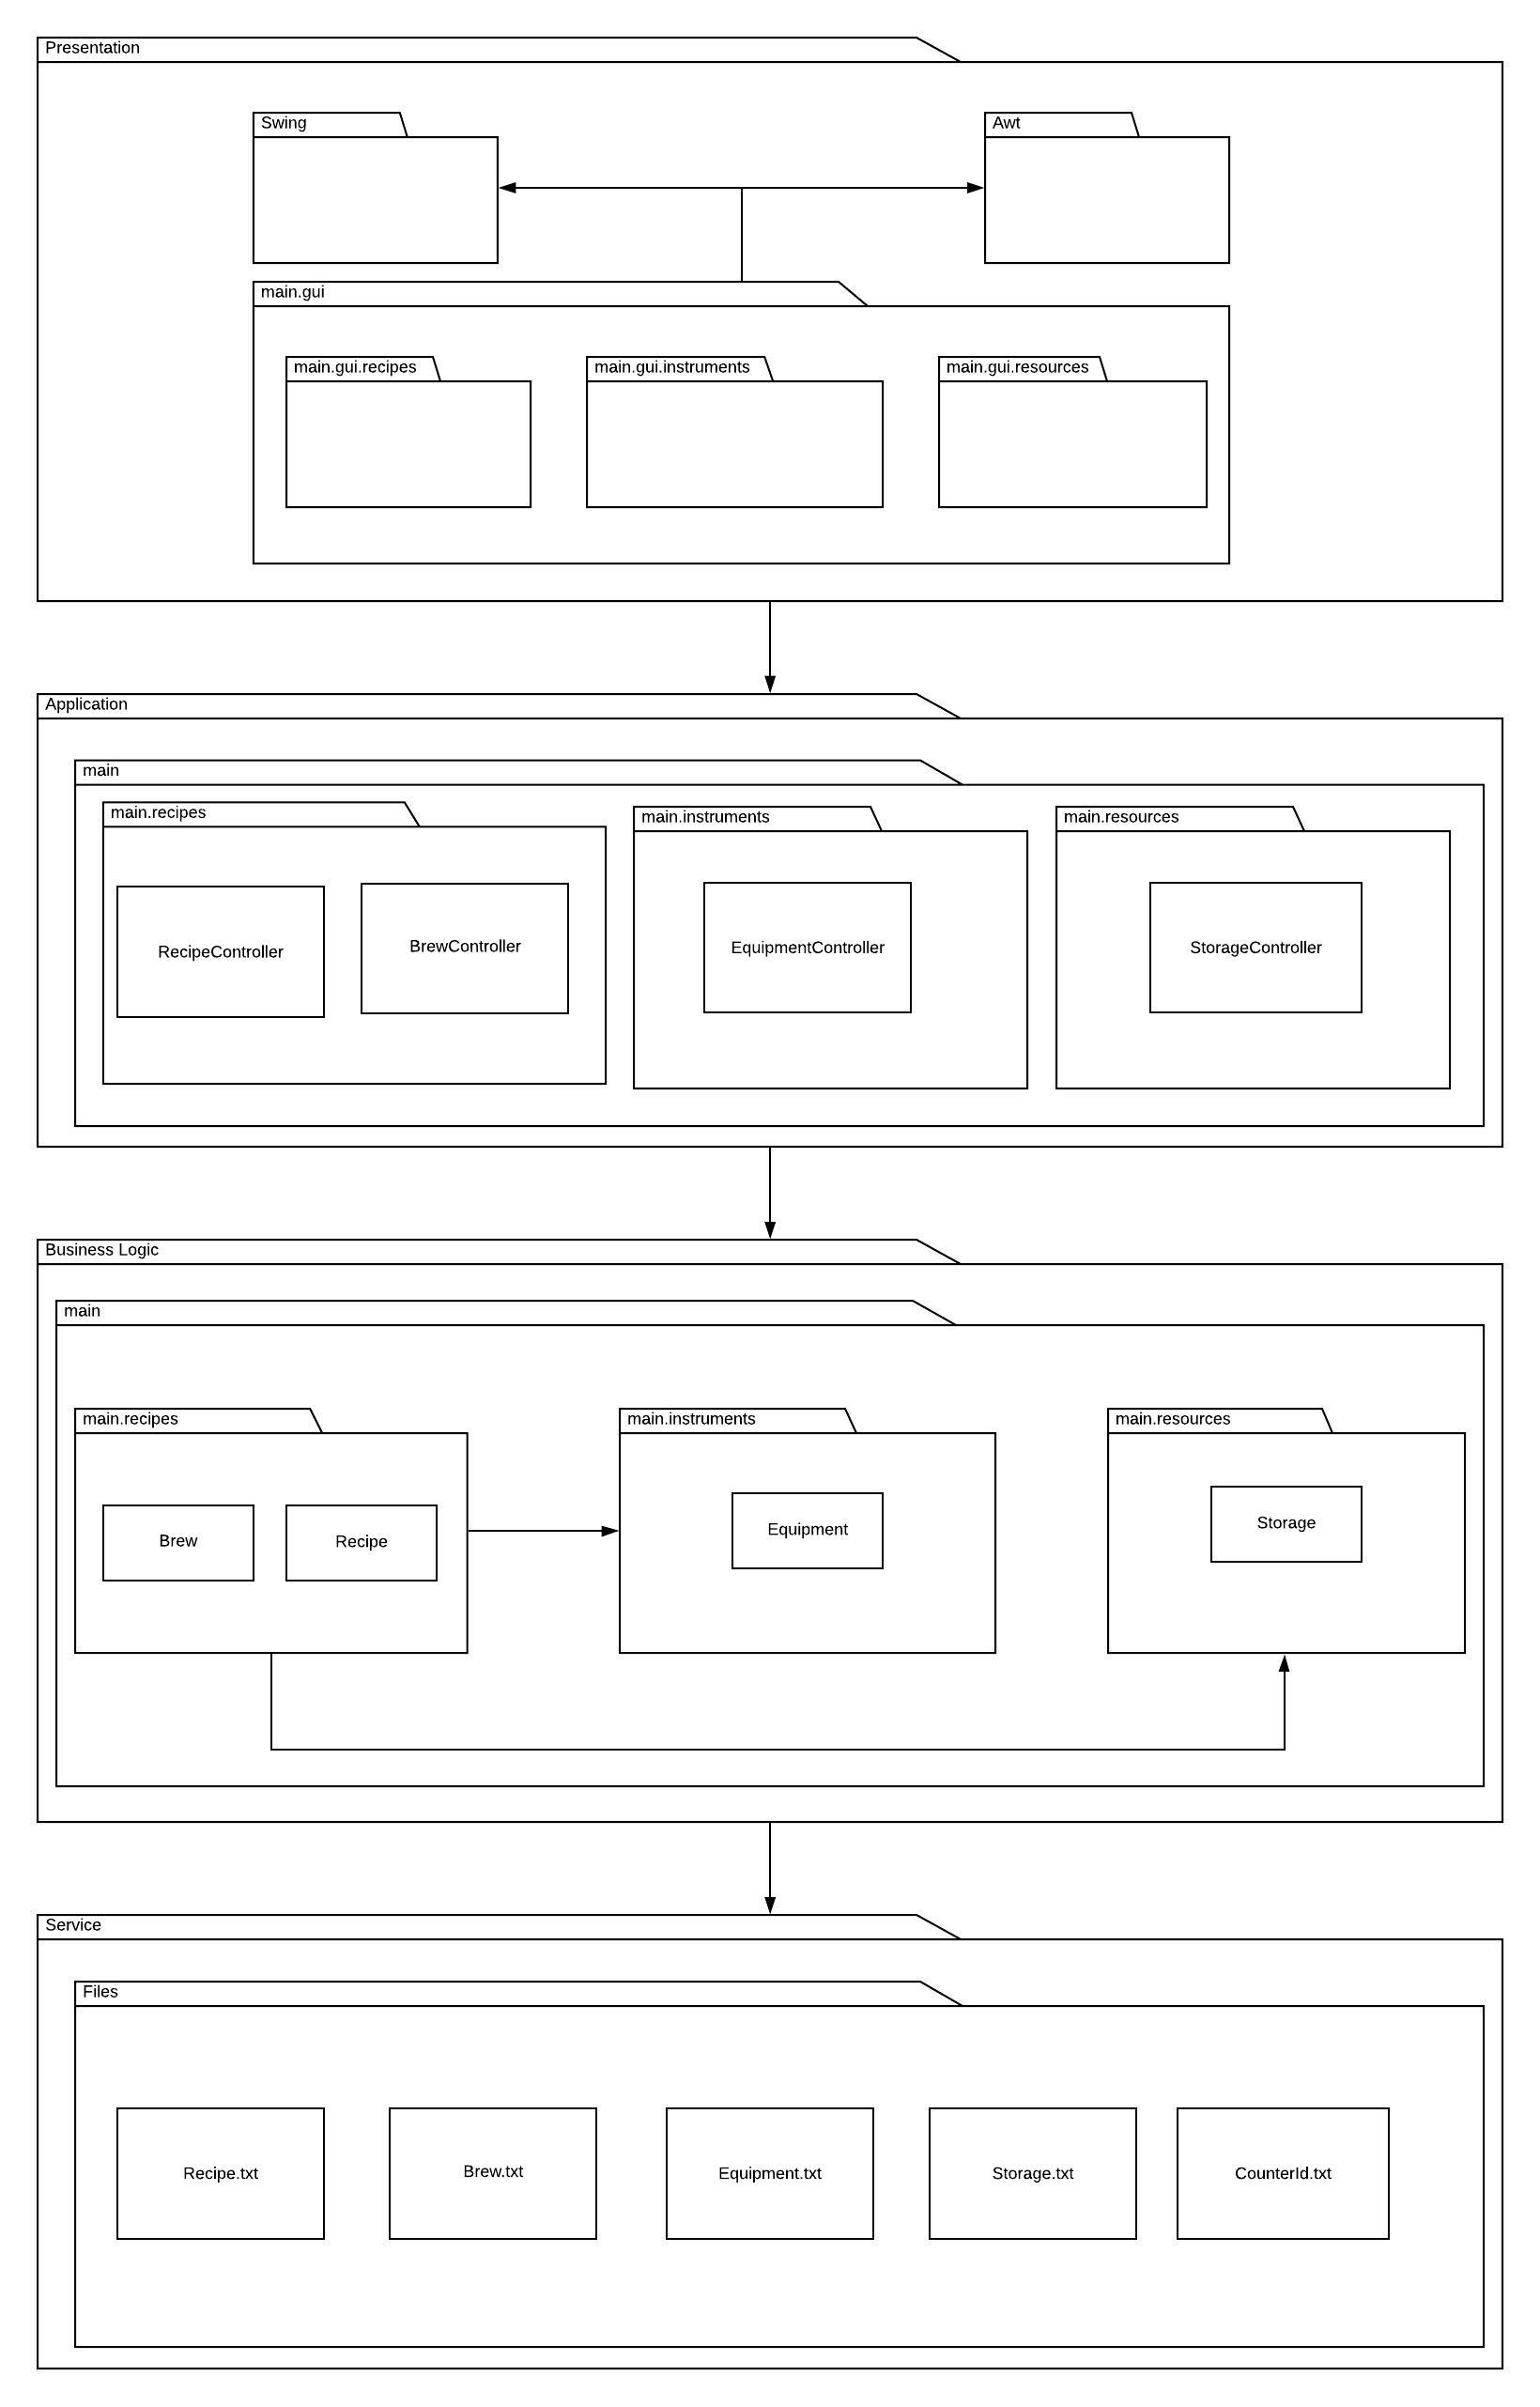 Presentation
Swing
Awt
main.gui
main.gui.recipes
main.gui.instruments
main.gui.resources
Application
main
main.recipes
main.instruments
main.resources
RecipeController
BrewController
EquipmentController
StorageController
Business Logic
main
main.recipes
main.instruments
main.resources
Brew
Recipe
Equipment
Storage
Service
Files
Recipe.txt
Brew.txt
Equipment.txt
Storage.txt
CounterId.txt